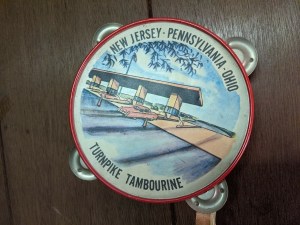 NEW JERSEY · PENNSYLVANIA · OHIO
TURNPIKE TAMBOURINE